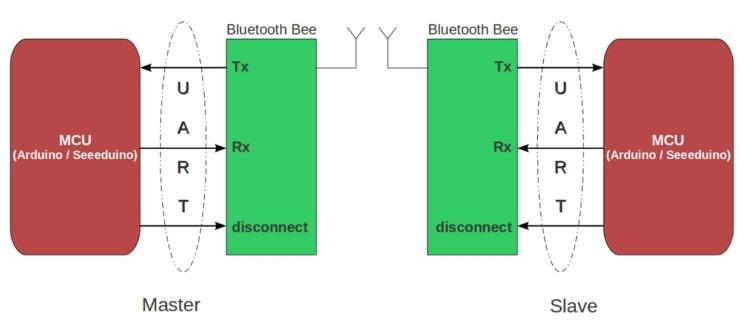 Bluetooth Bee
Bluetooth Bee
Tx
Tx
U
U
A
A
MCU
(Arduino / Seeeduino)
Rx
Rx
MCU
(Arduino / Seeeduino)
R
R
T
T
disconnect
disconnect
Master
Slave